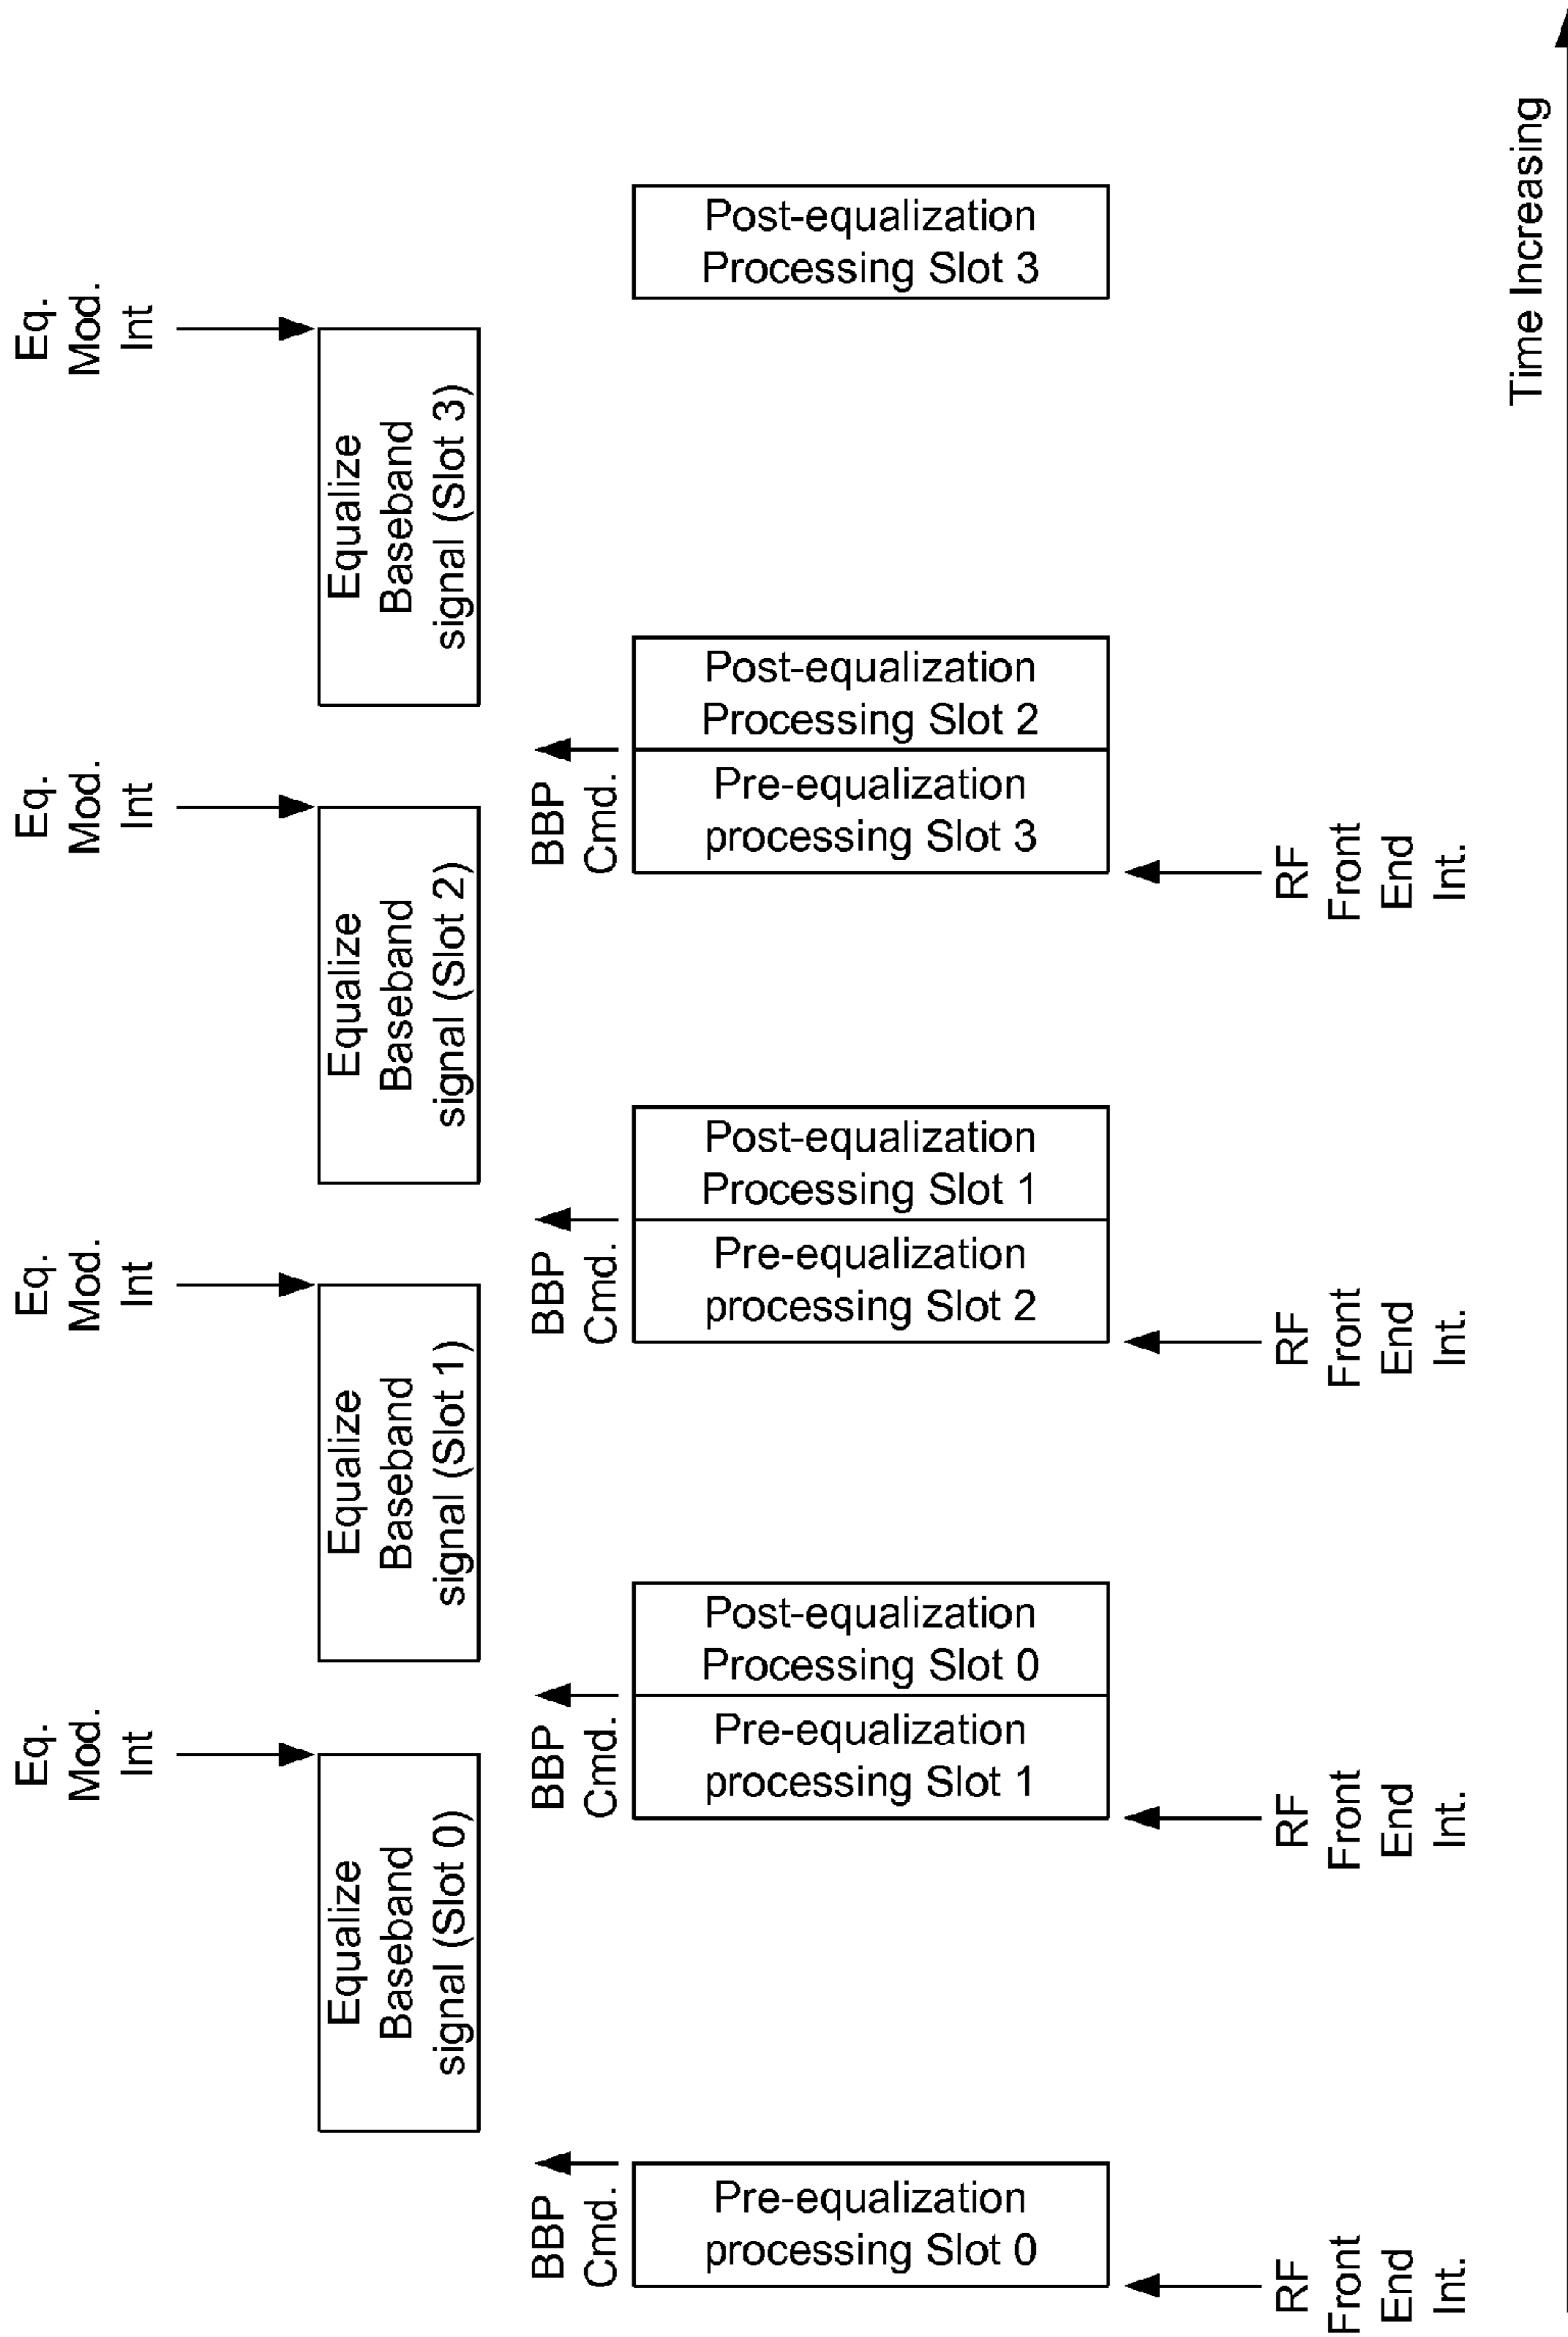 Eq.
Mod.
Int
Eq.
Mod.
Int
Eq.
Mod.
Int
Eq.
Mod.
Int
Equalize
Baseband
signal (Slot 0)
Equalize
Baseband
signal (Slot 1)
Equalize
Baseband
signal (Slot 2)
Equalize
Baseband
signal (Slot 3)
BBP
Cmd.
BBP
Cmd.
BBP
Cmd.
BBP
Cmd.
Pre-equalization
processing Slot 0
Post-equalization
Processing Slot 0
Pre-equalization
processing Slot 1
Post-equalization
Processing Slot 1
Pre-equalization
processing Slot 2
Post-equalization
Processing Slot 2
Pre-equalization
processing Slot 3
Post-equalization
Processing Slot 3
RF
Front
End
Int.
RF
Front
End
Int.
RF
Front
End
Int.
RF
Front
End
Int.
Time Increasing